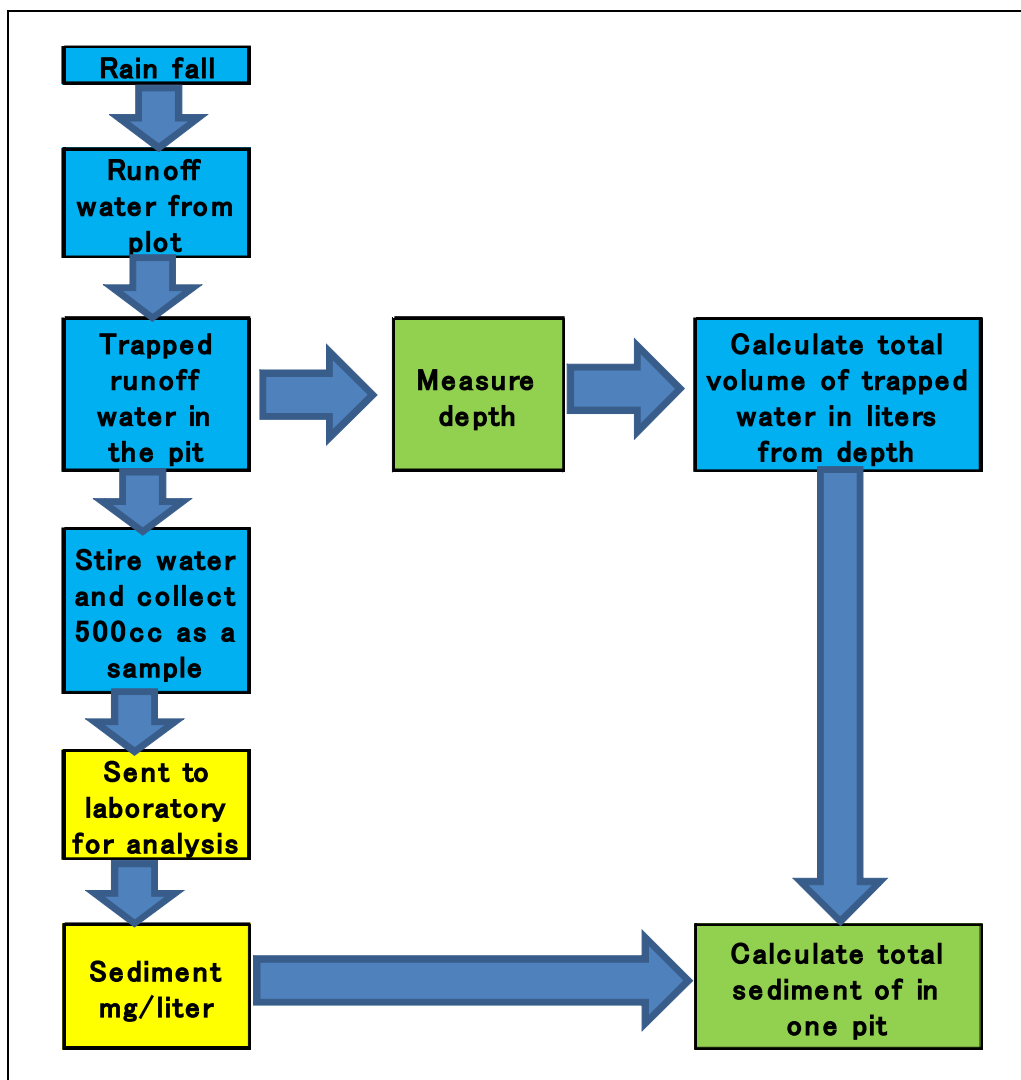 Rain fall
Runoff
water from
plot
Trapped
runoff
water in
the pit
Measure
depth
Calculate total
volume of trapped
water in liters
from depth
Stire water
and collect
500cc as a
sample
Sent to
laboratory
for analysis
Sediment
mg/liter
Calculate total
sediment of in
one pit